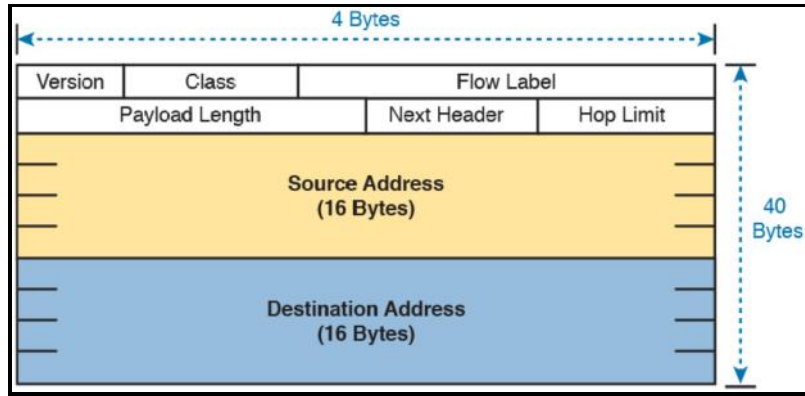 4 Bytes
Version Class Flow Label
Payload Length Next Header Hop Limit
Source Address
(16 Bytes)
40
Bytes
Destination Address
(16 Bytes)